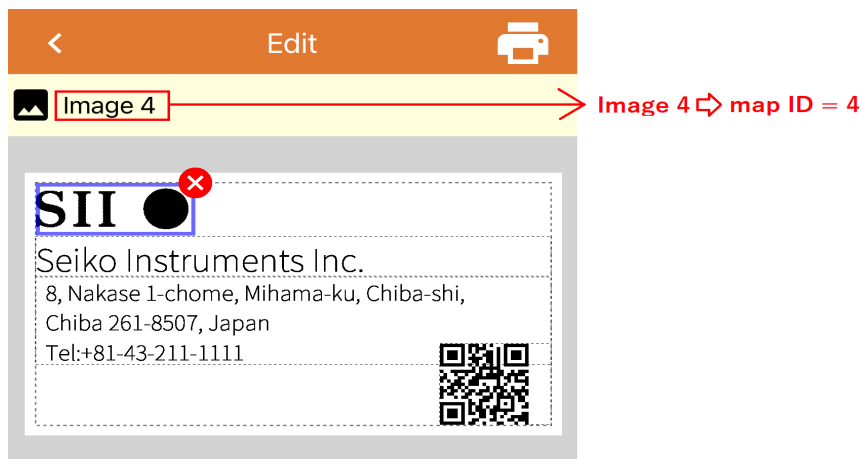 Edit
Image 4
Image 4 ⇨ map ID = 4
SII
Seiko Instruments Inc.
8, Nakase 1-chome, Mihama-ku, Chiba-shi,
Chiba 261-8507, Japan
Tel:+81-43-211-1111